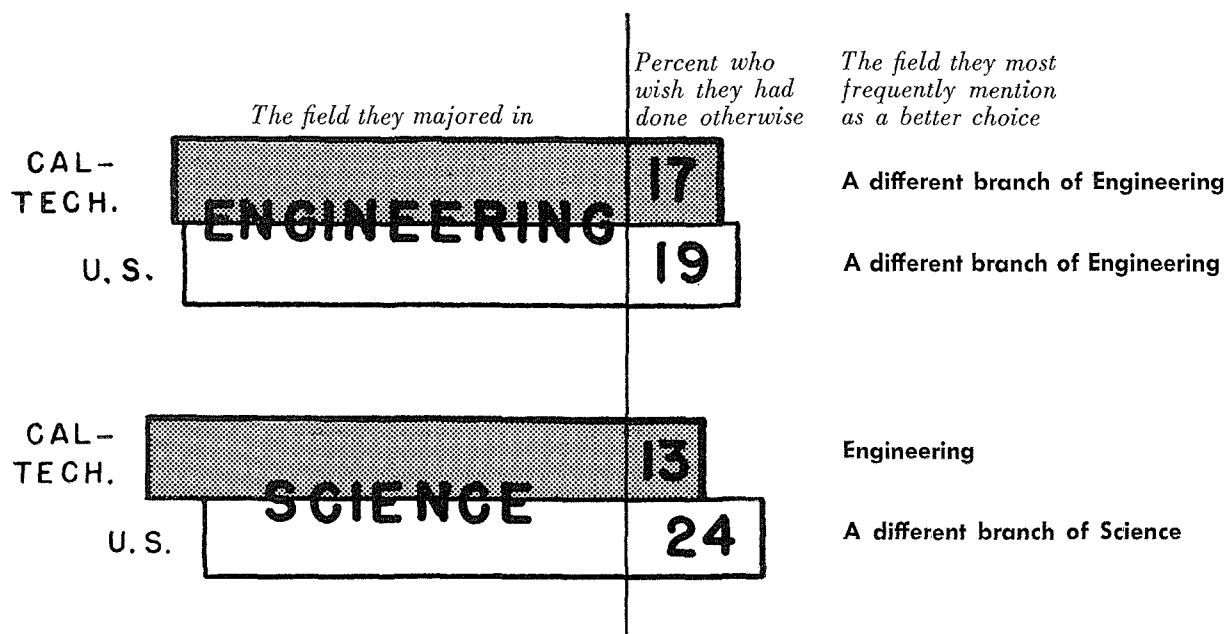 The field they majored in
Percent who
wish they had
done otherwise
The field they most
frequently mention
as a better choice
CAL-
TECH.
ENGINEERING
17
A different branch of Engineering
U. S.
19
A different branch of Engineering
CAL-
TECH.
SCIENCE
13
Engineering
U. S.
24
A different branch of Science